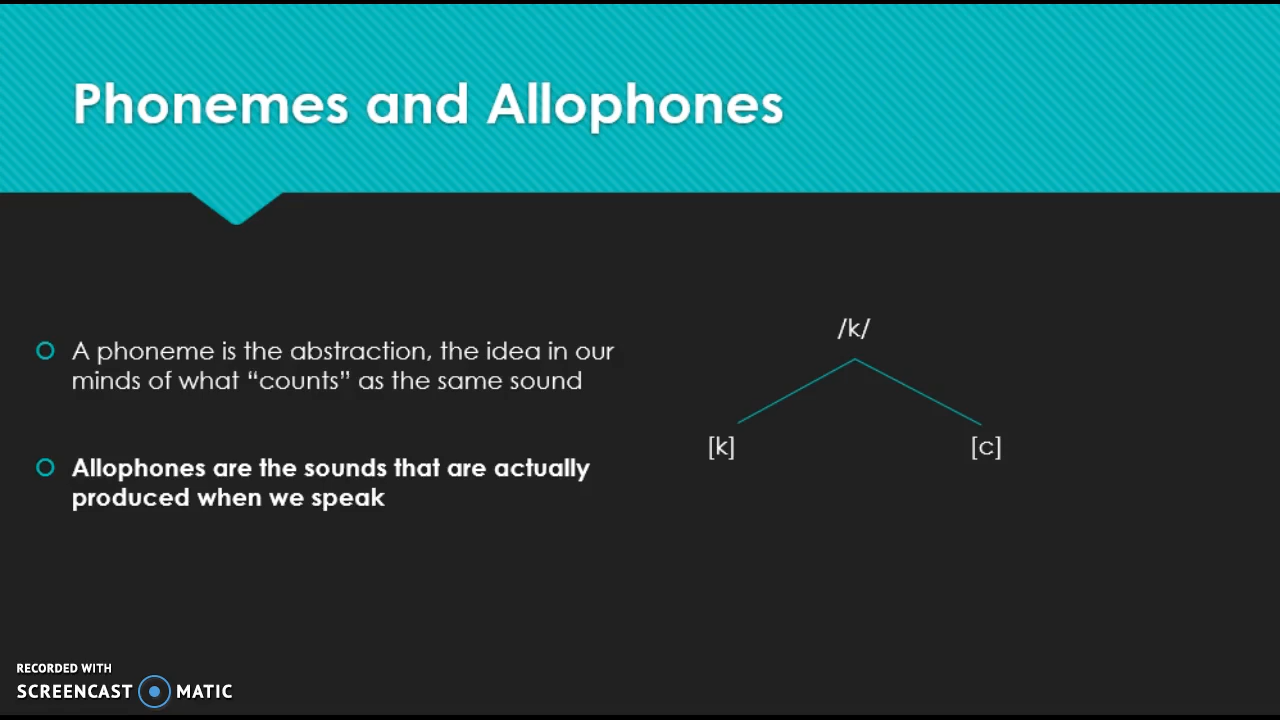 Phonemes and Allophones
A phoneme is the abstraction, the idea in our
minds of what “counts” as the same sound
Allophones are the sounds that are actually
produced when we speak
/k/
[k] [c]
RECORDED WITH
SCREENCAST MATIC